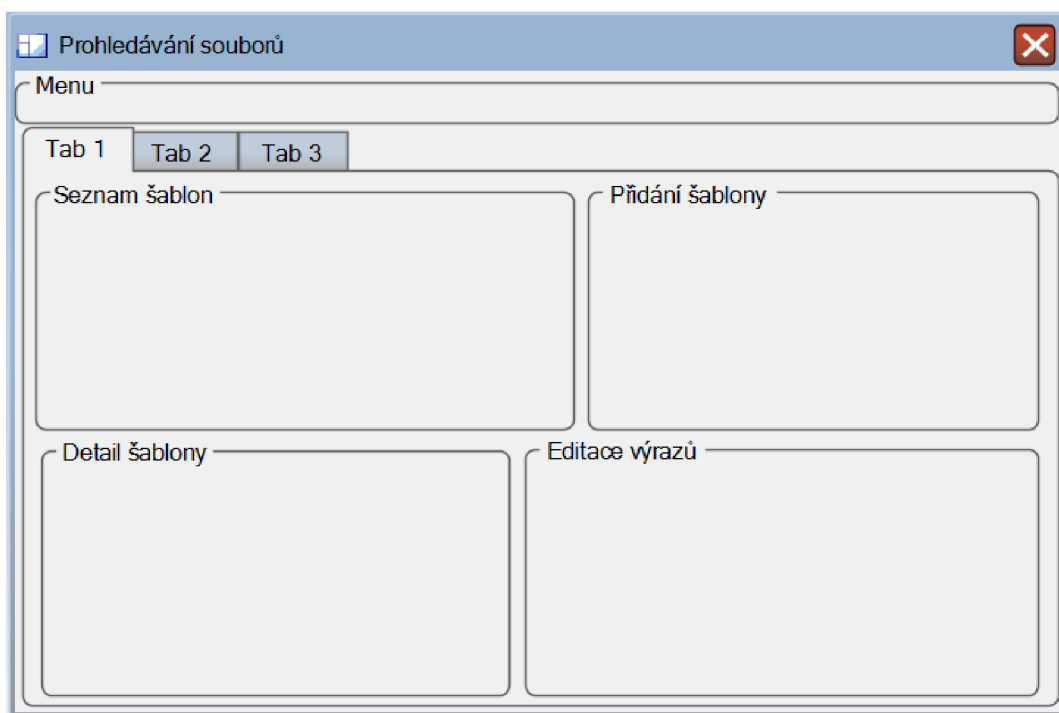 Prohledávání souborů
Menu
Tab 1 Tab 2 Tab 3
Seznam šablon Přidání šablony
Detail šablony Editace výrazů